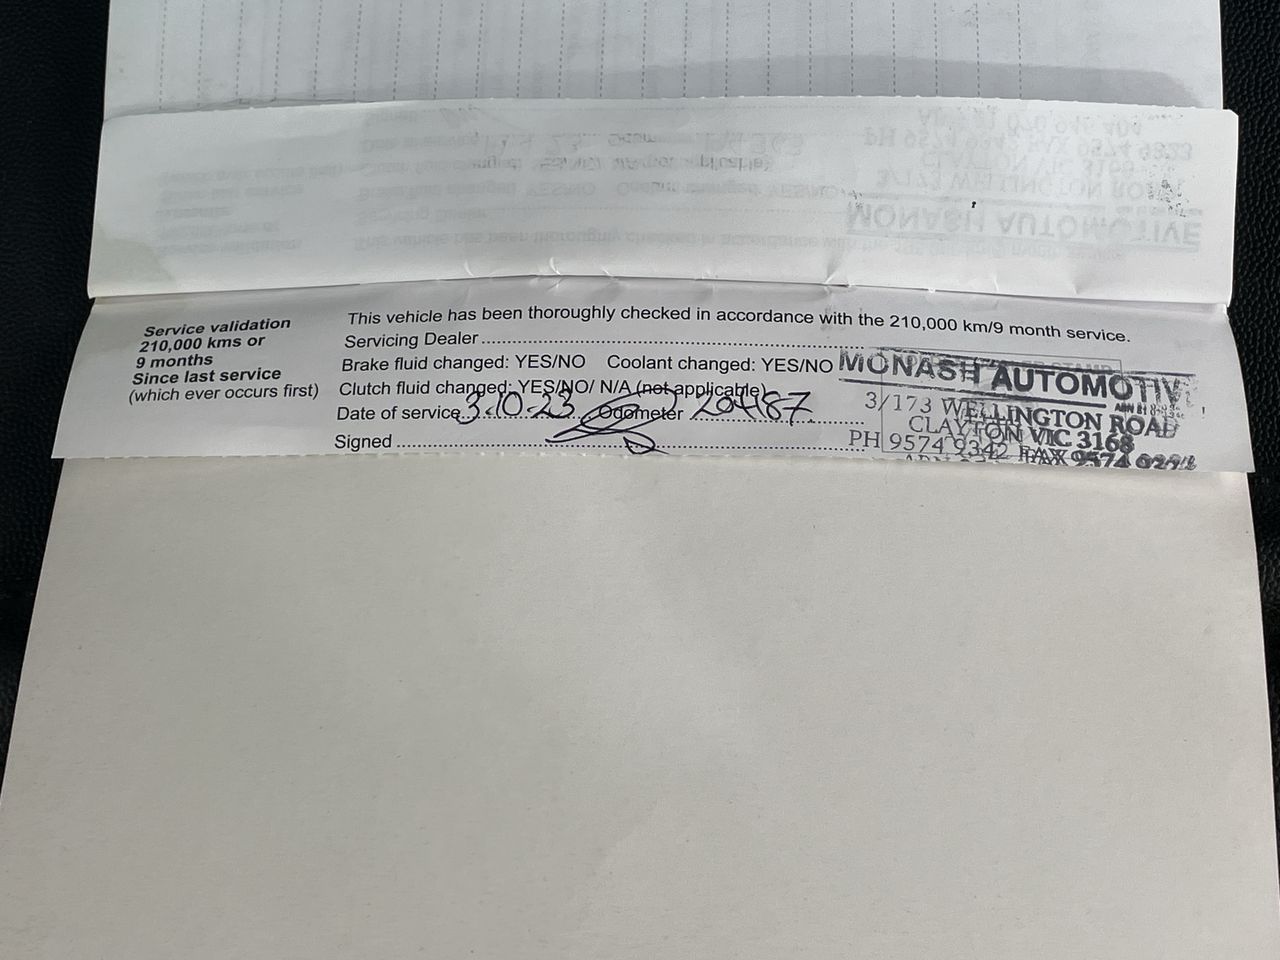 Service validation
210,000 kms or
9 months
Since last service
(which ever occurs first)
This vehicle has been thoroughly checked in accordance with the 210,000 km/9 month service.
Servicing Dealer
Brake fluid changed: YES/NO Coolant changed: YES/NO
Clutch fluid changed: YES/NO/ N/A (not applicable)
Date of service 3-10-23 Odometer 204187
Signed
MONASH AUTOMOTIV
3/173 WELLINGTON ROAD
CLAYTON VIC 3168
PH 9574 9342 FAX 9574